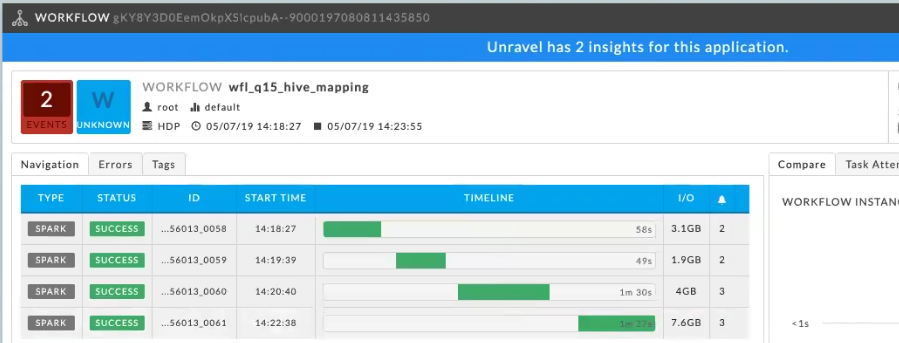 WORKFLOW gKY8Y3D0EemOkpXSlcpubA--9000197080811435850
Unravel has 2 insights for this application.
2
EVENTS
W
UNKNOWN
WORKFLOW wfl_q15_hive_mapping
root default
HDP 05/07/19 14:18:27 05/07/19 14:23:55
Navigation Errors Tags
TYPE STATUS ID START TIME TIMELINE I/O
SPARK SUCCESS ...56013_0058 14:18:27 58s 3.1GB 2
SPARK SUCCESS ...56013_0059 14:19:39 49s 1.9GB 2
SPARK SUCCESS ...56013_0060 14:20:40 1m 30s 4GB 3
SPARK SUCCESS ...56013_0061 14:22:38 1m 27s 7.6GB 3
Compare Task Atte
WORKFLOW INSTAN
<1s